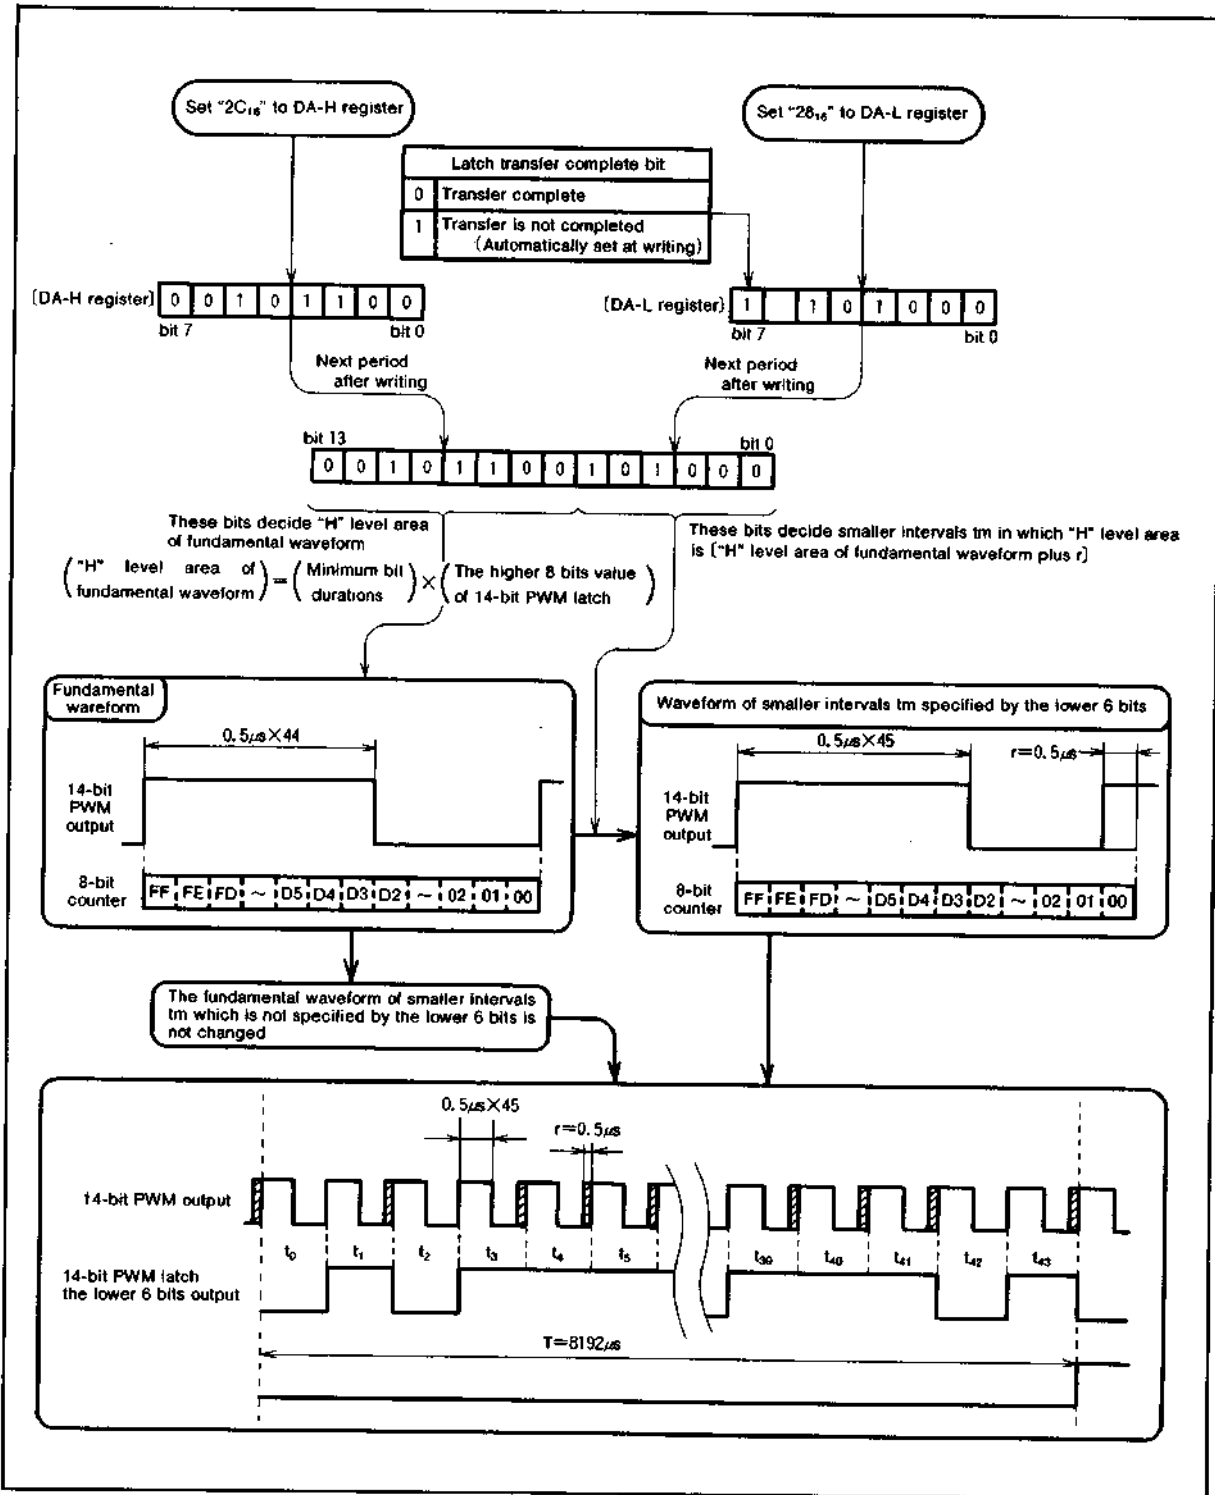 Set "2C₁₆" to DA-H register
Set "28₁₆" to DA-L register
Latch transfer complete bit
0 Transfer complete
1 Transfer is not completed
(Automatically set at writing)
[DA-H register] 0 0 1 0 1 1 0 0
bit 7 bit 0
[DA-L register] 1 1 0 1 0 0 0
bit 7 bit 0
Next period
after writing
Next period
after writing
bit 13 bit 0
0 0 1 0 1 1 0 0 1 0 1 0 0 0
These bits decide "H" level area
of fundamental waveform
("H" level area of fundamental waveform) = (Minimum bit durations) × (The higher 8 bits value of 14-bit PWM latch)
These bits decide smaller intervals tm in which "H" level area
is ["H" level area of fundamental waveform plus r]
Fundamental
wareform
0.5μs×44
14-bit
PWM
output
8-bit
counter
FF FE FD ~ D5 D4 D3 D2 ~ 02 01 00
Waveform of smaller intervals tm specified by the lower 6 bits
0.5μs×45 r=0.5μs
14-bit
PWM
output
8-bit
counter
FF FE FD ~ D5 D4 D3 D2 ~ 02 01 00
The fundamental waveform of smaller intervals
tm which is not specified by the lower 6 bits is
not changed
0.5μs×45
r=0.5μs
14-bit PWM output
t₀ t₁ t₂ t₃ t₄ t₅ t₃₉ t₄₀ t₄₁ t₄₂ t₄₃
14-bit PWM latch
the lower 6 bits output
T=8192μs